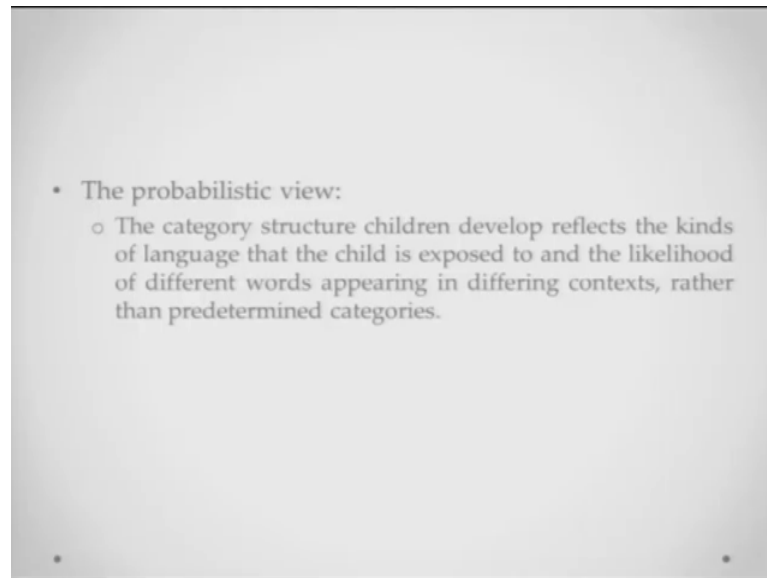 • The probabilistic view:
o The category structure children develop reflects the kinds
of language that the child is exposed to and the likelihood
of different words appearing in differing contexts, rather
than predetermined categories.